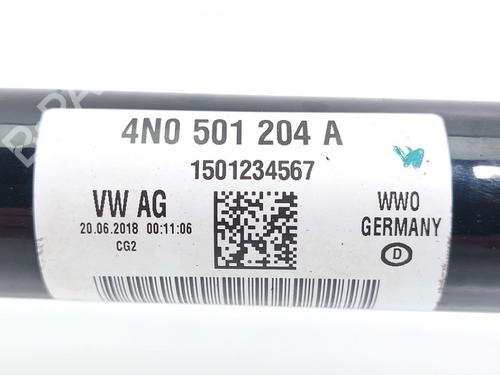 4N0 501 204 A
1501234567
VW AG
20.06.2018 00:11:06
CG2
WWO
GERMANY
D